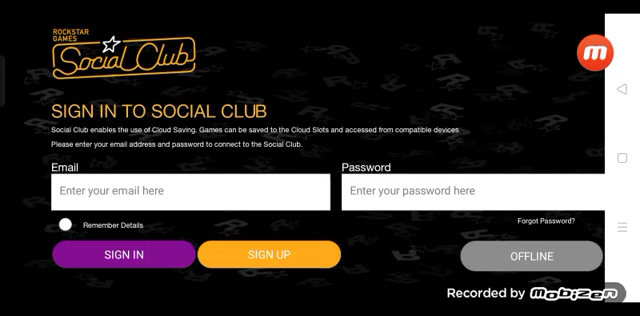 ROCKSTAR
GAMES
Social Club
m
SIGN IN TO SOCIAL CLUB
Social Club enables the use of Cloud Saving. Games can be saved to the Cloud Slots and accessed from compatible devices.
Please enter your email address and password to connect to the Social Club.
Email Password
Enter your email here Enter your password here
Remember Details Forgot Password?
SIGN IN SIGN UP OFFLINE
Recorded by mobizen